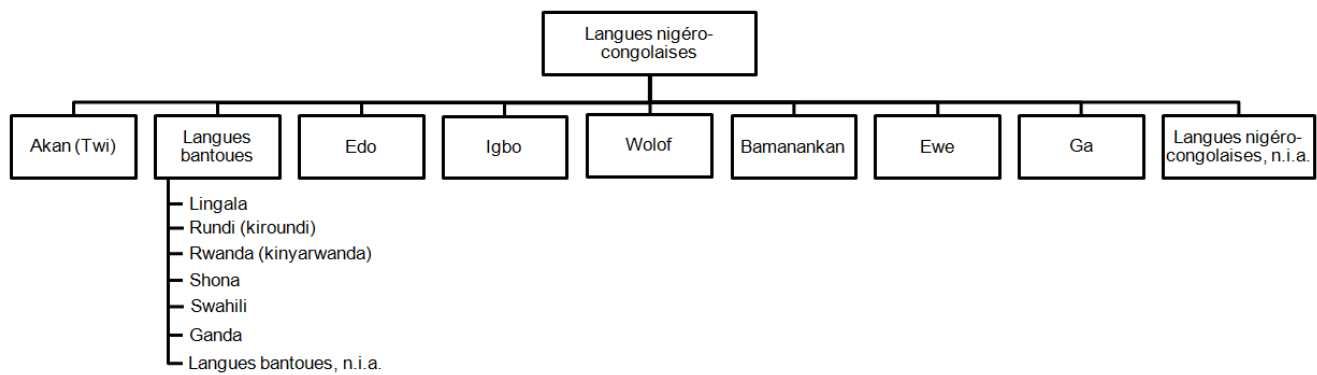 Langues nigéro-
congolaises
Akan (Twi)
Langues
bantoues
Edo
Igbo
Wolof
Bamanankan
Ewe
Ga
Langues nigéro-
congolaises, n.i.a.
Lingala
Rundi (kiroundi)
Rwanda (kinyarwanda)
Shona
Swahili
Ganda
Langues bantoues, n.i.a.